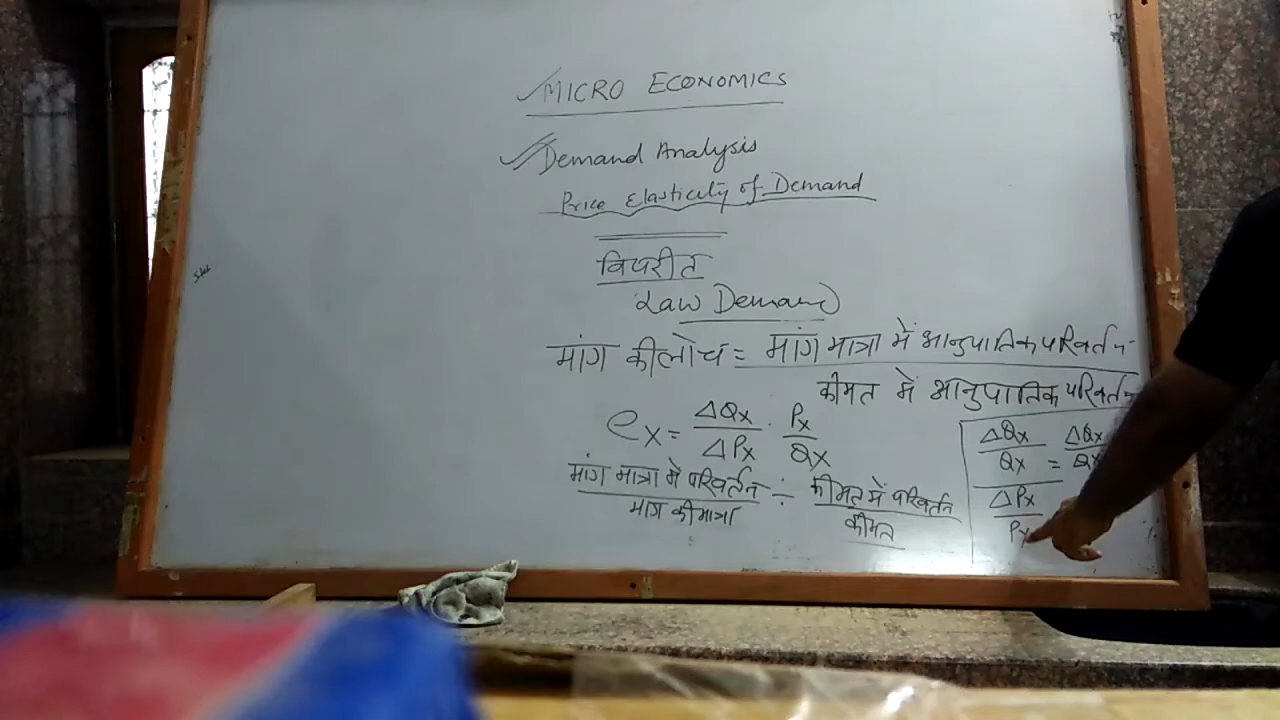 MICRO ECONOMICS
Demand Analysis
Price Elasticity of Demand
विपरीत
Law Demand
मांग की लोच = मांग मात्रा में आनुपातिक परिवर्तन
कीमत में आनुपातिक परिवर्तन
ex = ΔQx / ΔPx . Px / Qx
मांग मात्रा में परिवर्तन / मांग की मात्रा ÷ कीमत में परिवर्तन / कीमत
ΔQx / Qx = ΔQx
ΔPx / Px